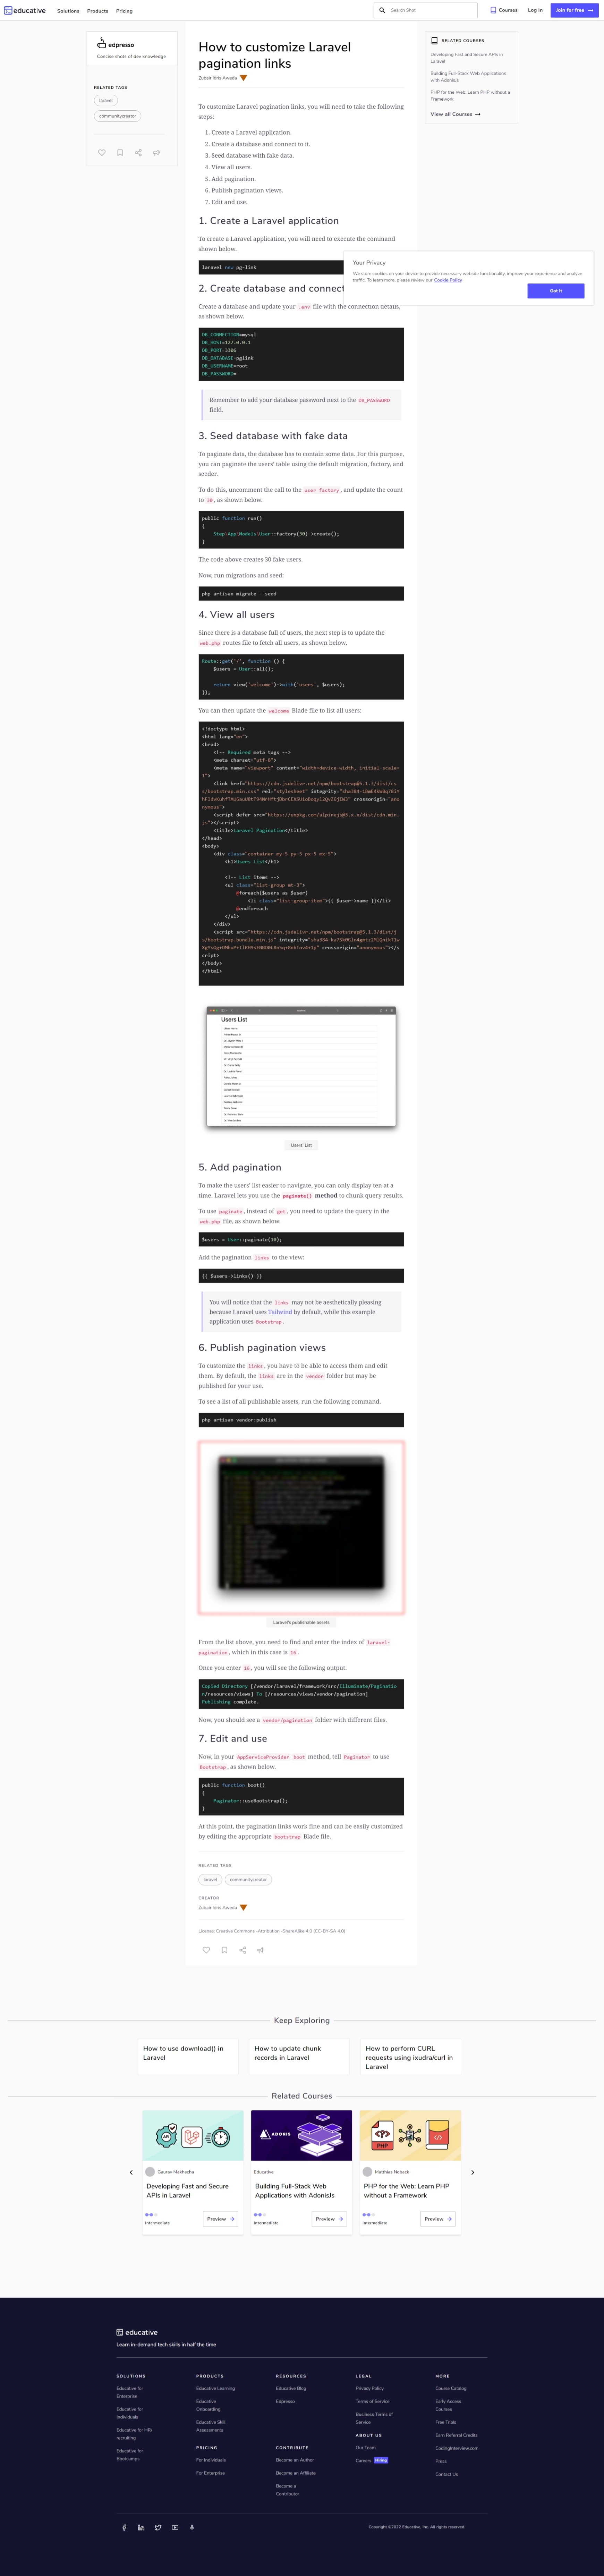 educative
Solutions
Products
Pricing
Search Shot
Courses
Log In
Join for free
edpresso
Concise shots of dev knowledge
RELATED TAGS
laravel
communitycreator
How to customize Laravel
pagination links
Zubair Idris Aweda
To customize Laravel pagination links, you will need to take the following
steps:
1. Create a Laravel application.
2. Create a database and connect to it.
3. Seed database with fake data.
4. View all users.
5. Add pagination.
6. Publish pagination views.
7. Edit and use.
1. Create a Laravel application
To create a Laravel application, you will need to execute the command
shown below.
laravel new pg-link
2. Create database and connect
Create a database and update your .env file with the connection detain,
as shown below.
DB_CONNECTION=mysql
DB_HOST=127.0.0.1
DB_PORT=3306
DB_DATABASE=pglink
DB_USERNAME=root
DB_PASSWORD=
Remember to add your database password next to the DB_PASSWORD
field.
3. Seed database with fake data
To paginate data, the database has to contain some data. For this purpose,
you can paginate the users' table using the default migration, factory, and
seeder.
To do this, uncomment the call to the user factory, and update the count
to 30, as shown below.
public function run()
{
Stop\App\Models\User::factory(30)->create();
}
The code above creates 30 fake users.
Now, run migrations and seed:
php artisan migrate --seed
4. View all users
Since there is a database full of users, the next step is to update the
web.php routes file to fetch all users, as shown below.
Route::get('/', function () {
$users = User::all();
return view('welcome')->with('users', $users);
});
You can then update the welcome Blade file to list all users:
<!doctype html>
<html lang="en">
<head>
<!-- Required meta tags -->
<meta charset="utf-8">
<meta name="viewport" content="width=device-width, initial-scale=
1">
<link href="https://cdn.jsdelivr.net/npm/bootstrap@5.1.3/dist/cs
s/bootstrap.min.css" rel="stylesheet"
crossorigin="ano
nymous">
<script defer src="https://unpkg.com/alpinejs@3.x.x/dist/cdn.min.
js"></script>
<title>Laravel Pagination</title>
</head>
<body>
<div class="container my-5 py-5 px-5 mx-5">
<h1>Users List</h1>
<!-- List items -->
<ul class="list-group mt-3">
@foreach($users as $user)
<li class="list-group-item">{{ $user->name }}</li>
@endforeach
</ul>
</div>
<script src="https://cdn.jsdelivr.net/npm/bootstrap@5.1.3/dist/j
s/bootstrap.bundle.min.js"
crossorigin="anonymous"></s
cript>
</body>
</html>
Users List
Users' List
5. Add pagination
To make the users' list easier to navigate, you can only display ten at a
time. Laravel lets you use the paginate() method to chunk query results.
To use paginate, instead of get, you need to update the query in the
web.php file, as shown below.
$users = User::paginate(10);
Add the pagination links to the view:
{{ $users->links() }}
You will notice that the links may not be aesthetically pleasing
because Laravel uses Tailwind by default, while this example
application uses Bootstrap.
6. Publish pagination views
To customize the links, you have to be able to access them and edit
them. By default, the links are in the vendor folder but may be
published for your use.
To see a list of all publishable assets, run the following command.
php artisan vendor:publish
Laravel's publishable assets
From the list above, you need to find and enter the index of laravel-
pagination, which in this case is 16.
Once you enter 16, you will see the following output.
Copied Directory [/vendor/laravel/framework/src/Illuminate/Paginatio
n/resources/views] To [/resources/views/vendor/pagination]
Publishing complete.
Now, you should see a vendor/pagination folder with different files.
7. Edit and use
Now, in your AppServiceProvider boot method, tell Paginator to use
Bootstrap, as shown below.
public function boot()
{
Paginator::useBootstrap();
}
At this point, the pagination links work fine and can be easily customized
by editing the appropriate bootstrap Blade file.
RELATED TAGS
laravel
communitycreator
CREATOR
Zubair Idris Aweda
License: Creative Commons -Attribution -ShareAlike 4.0 (CC-BY-SA 4.0)
RELATED COURSES
Developing Fast and Secure APIs in
Laravel
Building Full-Stack Web Applications
with AdonisJs
PHP for the Web: Learn PHP without a
Framework
View all Courses
Your Privacy
We store cookies on your device to provide necessary website functionality, improve your experience and analyze
traffic. To learn more, please review our Cookie Policy
Got It
Keep Exploring
How to use download() in
Laravel
How to update chunk
records in Laravel
How to perform CURL
requests using ixudra/curl in
Laravel
Related Courses
API
ADONIS
PHP
Gaurav Makhecha
Developing Fast and Secure
APIs in Laravel
Intermediate
Preview
Educative
Building Full-Stack Web
Applications with AdonisJs
Intermediate
Preview
Matthias Noback
PHP for the Web: Learn PHP
without a Framework
Intermediate
Preview
educative
Learn in-demand tech skills in half the time
SOLUTIONS
Educative for
Enterprise
Educative for
Individuals
Educative for HR/
recruiting
Educative for
Bootcamps
PRODUCTS
Educative Learning
Educative
Onboarding
Educative Skill
Assessments
PRICING
For Individuals
For Enterprise
RESOURCES
Educative Blog
Edpresso
CONTRIBUTE
Become an Author
Become an Affiliate
Become a
Contributor
LEGAL
Privacy Policy
Terms of Service
Business Terms of
Service
ABOUT US
Our Team
Careers Hiring
MORE
Course Catalog
Early Access
Courses
Free Trials
Earn Referral Credits
CodingInterview.com
Press
Contact Us
Copyright ©2022 Educative, Inc. All rights reserved.